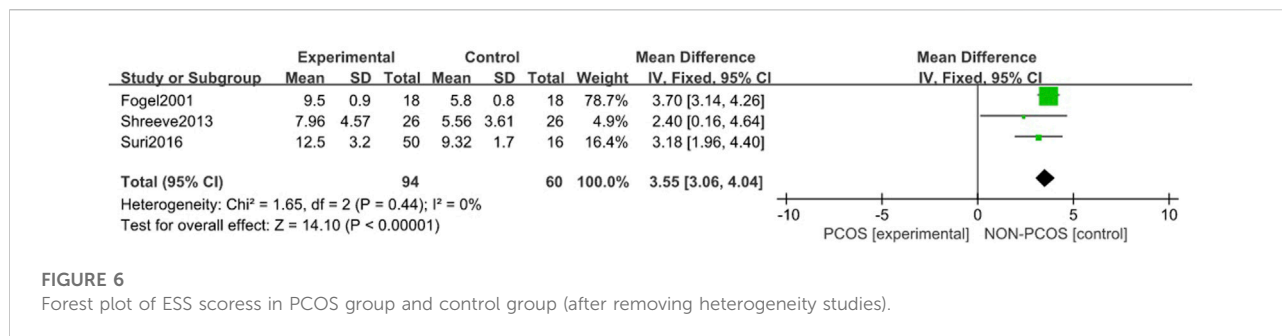 Experimental Control Mean Difference Mean Difference
Study or Subgroup Mean SD Total Mean SD Total Weight IV, Fixed, 95% CI IV, Fixed, 95% CI
Fogel2001 9.5 0.9 18 5.8 0.8 18 78.7% 3.70 [3.14, 4.26]
Shreeve2013 7.96 4.57 26 5.56 3.61 26 4.9% 2.40 [0.16, 4.64]
Suri2016 12.5 3.2 50 9.32 1.7 16 16.4% 3.18 [1.96, 4.40]
Total (95% CI) 94 60 100.0% 3.55 [3.06, 4.04]
Heterogeneity: Chi² = 1.65, df = 2 (P = 0.44); I² = 0%
Test for overall effect: Z = 14.10 (P < 0.00001)
-10 -5 0 5 10
PCOS [experimental] NON-PCOS [control]
FIGURE 6
Forest plot of ESS scoress in PCOS group and control group (after removing heterogeneity studies).